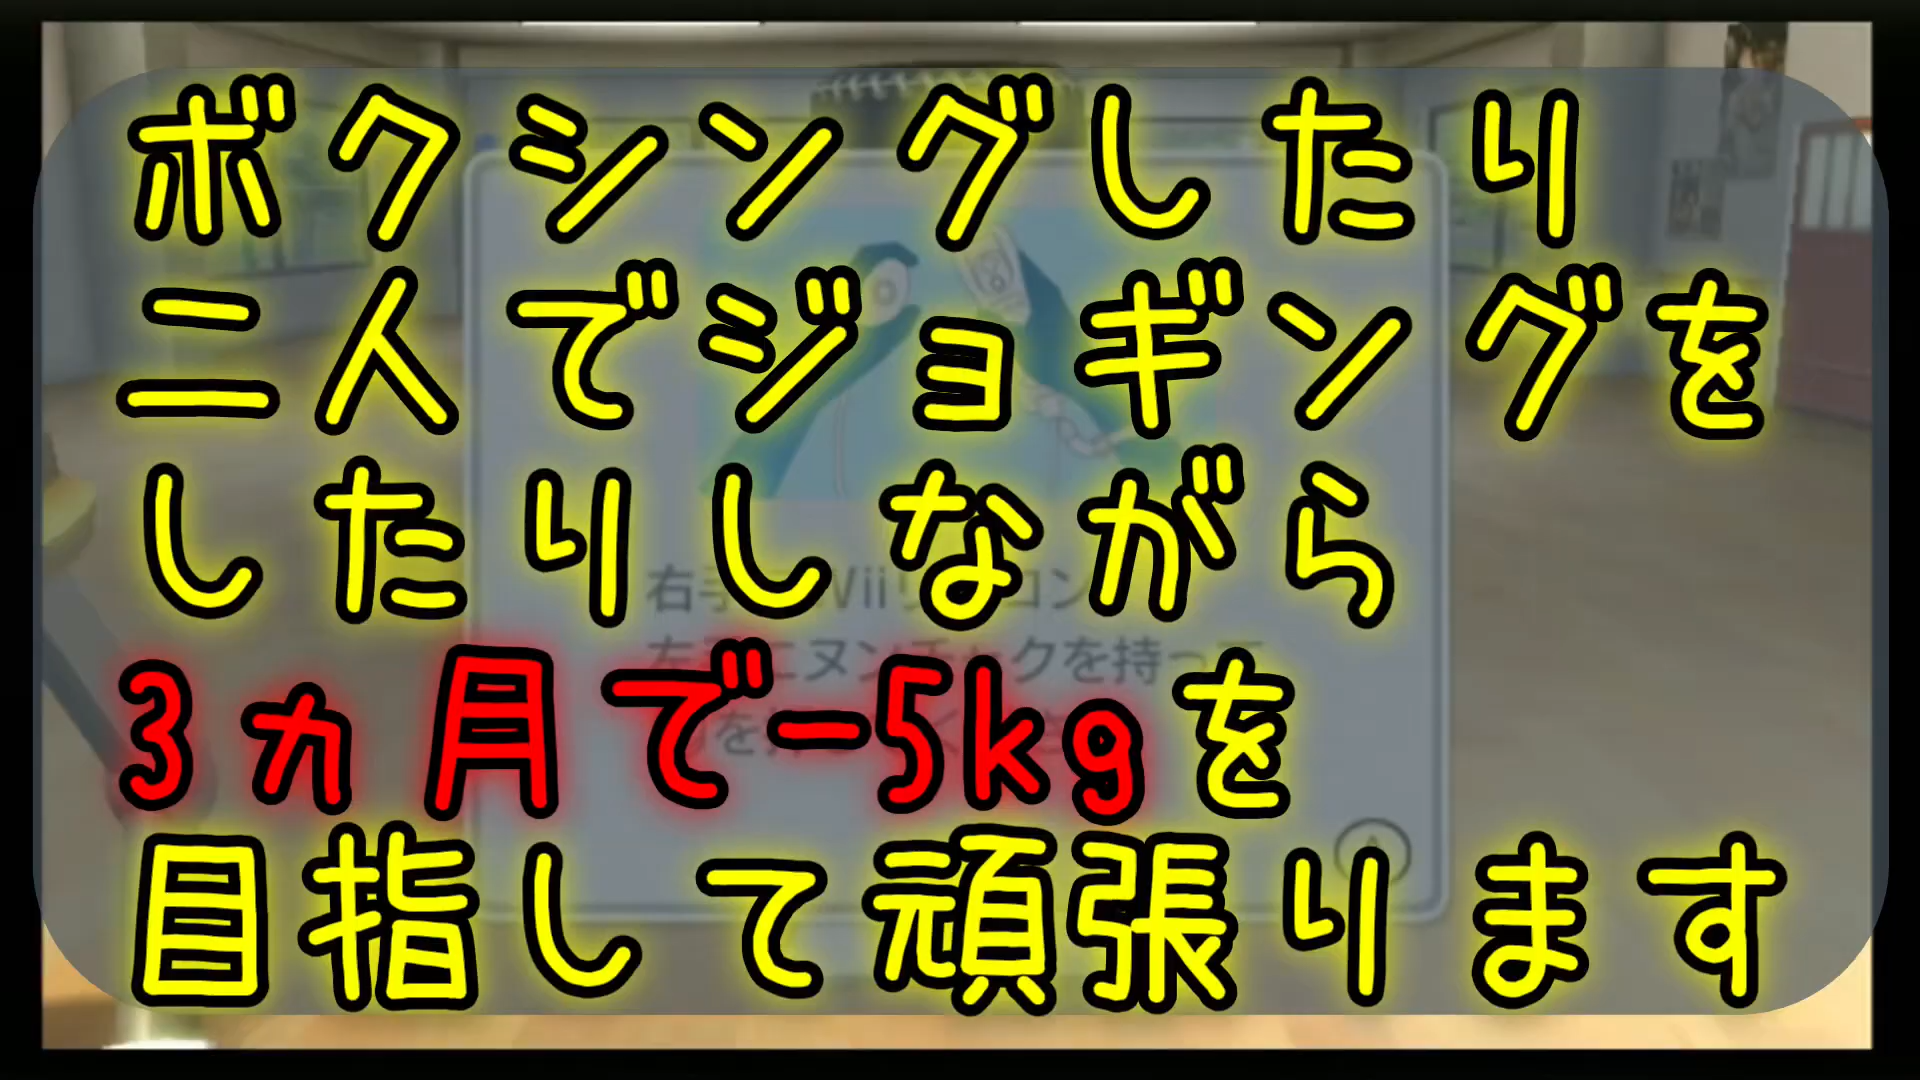 ボクシングしたり
二人でジョギングを
したりしながら
3ヵ月で-5kgを
目指して頑張ります